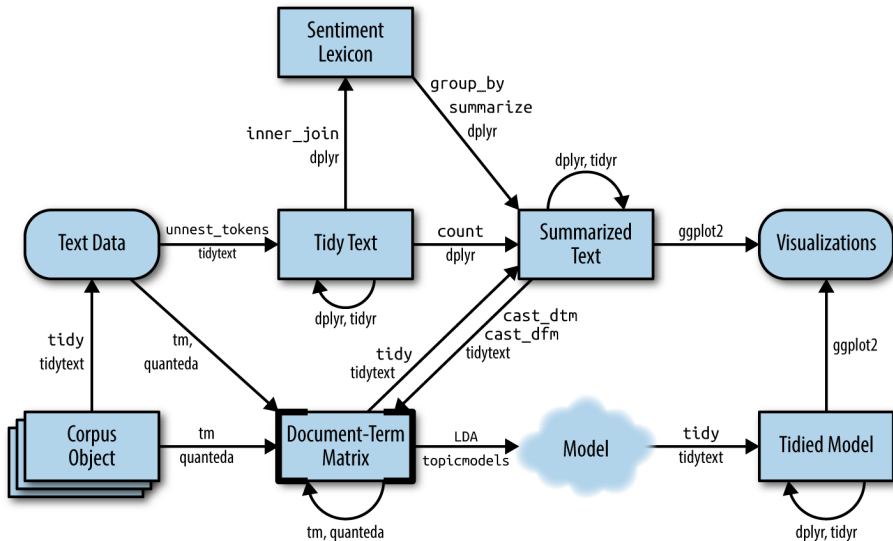 Sentiment
Lexicon
group_by
summarize
dplyr
inner_join
dplyr
dplyr, tidyr
Text Data
unnest_tokens
tidytext
Tidy Text
count
dplyr
Summarized
Text
ggplot2
Visualizations
dplyr, tidyr
tidy
tidytext
tm,
quanteda
tidy
tidytext
cast_dtm
cast_dfm
tidytext
ggplot2
Corpus
Object
tm
quanteda
Document-Term
Matrix
LDA
topicmodels
Model
tidy
tidytext
Tidied Model
tm, quanteda
dplyr, tidyr